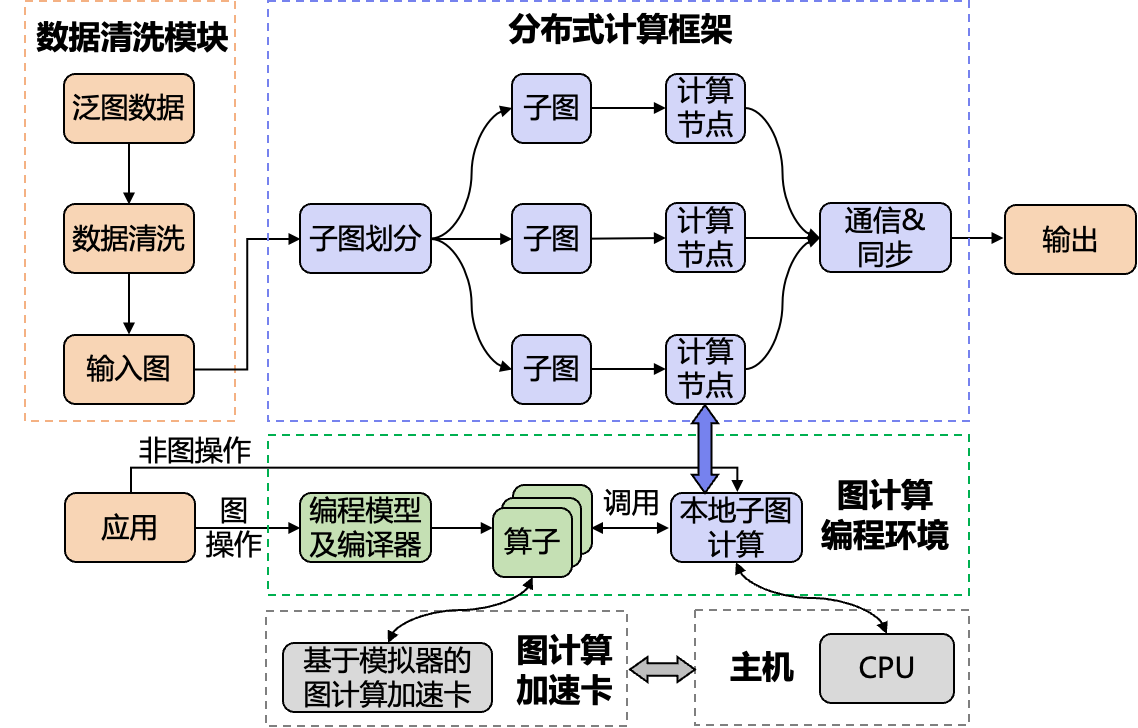 数据清洗模块
泛图数据
数据清洗
输入图
分布式计算框架
子图划分
子图
计算
节点
子图
计算
节点
子图
计算
节点
通信&
同步
输出
非图操作
应用
图
操作
编程模型
及编译器
算子
调用
本地子图
计算
图计算
编程环境
基于模拟器的
图计算加速卡
图计算
加速卡
主机
CPU